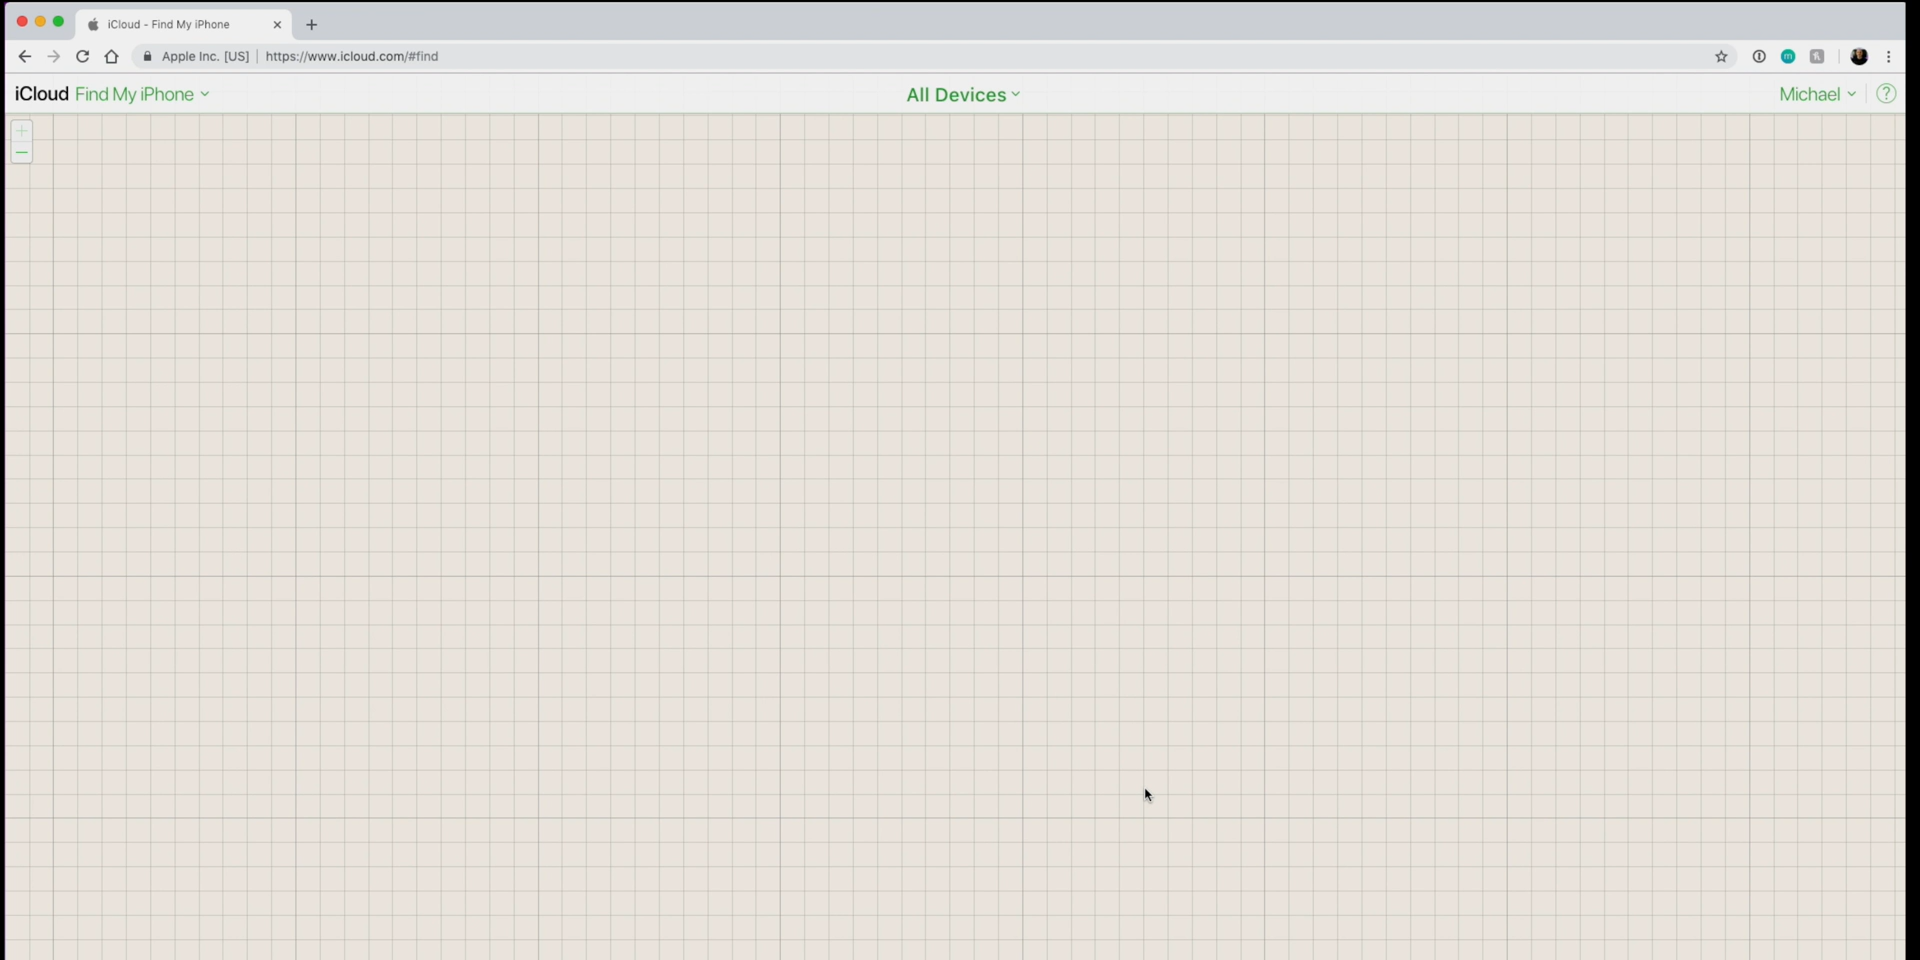 iCloud - Find My iPhone
Apple Inc. [US] https://www.icloud.com/#find
iCloud Find My iPhone
All Devices
Michael
?